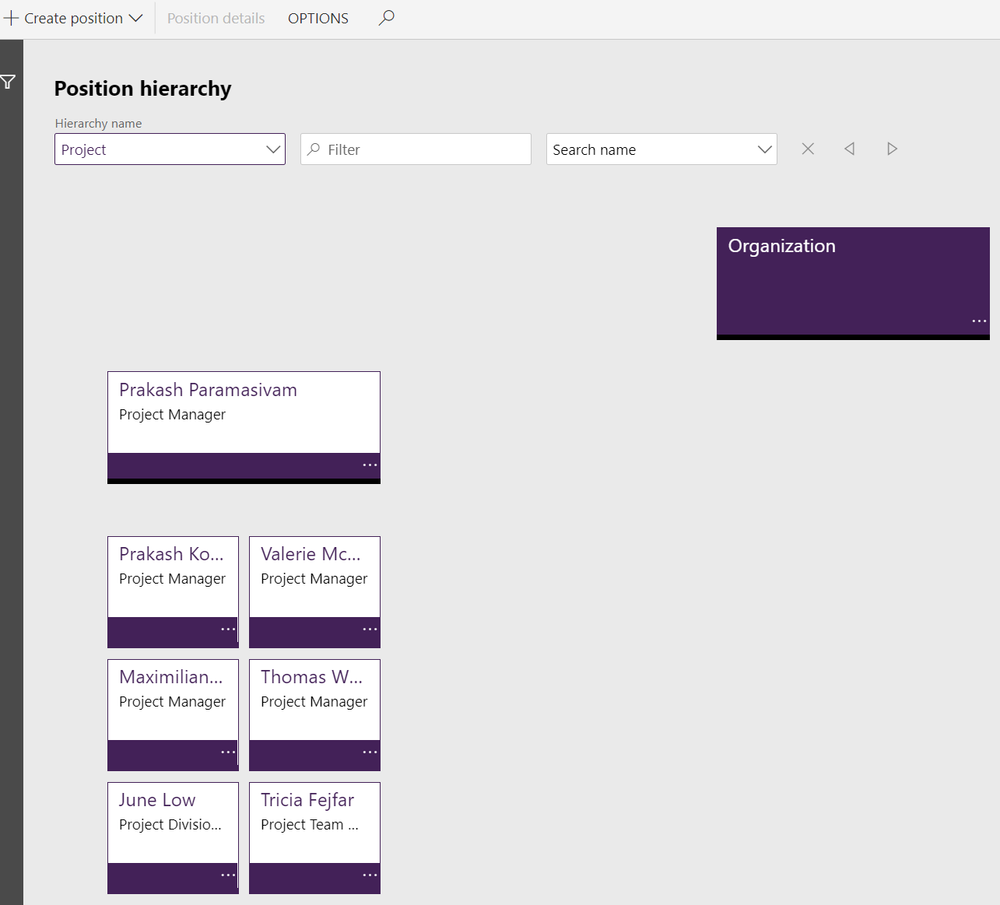 Create position
Position details
OPTIONS
Position hierarchy
Hierarchy name
Project
Filter
Search name
Organization
...
Prakash Paramasivam
Project Manager
...
Prakash Ko...
Project Manager
...
Valerie Mc...
Project Manager
...
Maximilian...
Project Manager
...
Thomas W...
Project Manager
...
June Low
Project Divisio...
...
Tricia Fejfar
Project Team ...
...